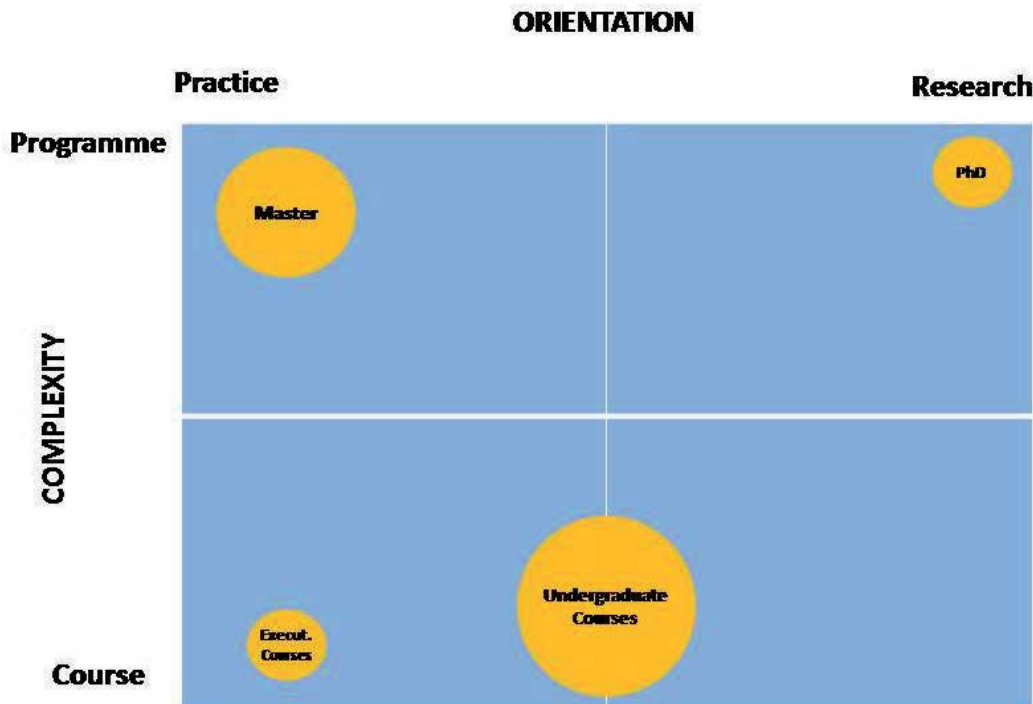 ORIENTATION
Practice
Research
Programme
PhD
Master
COMPLEXITY
Undergraduate
Courses
Execut.
Courses
Course